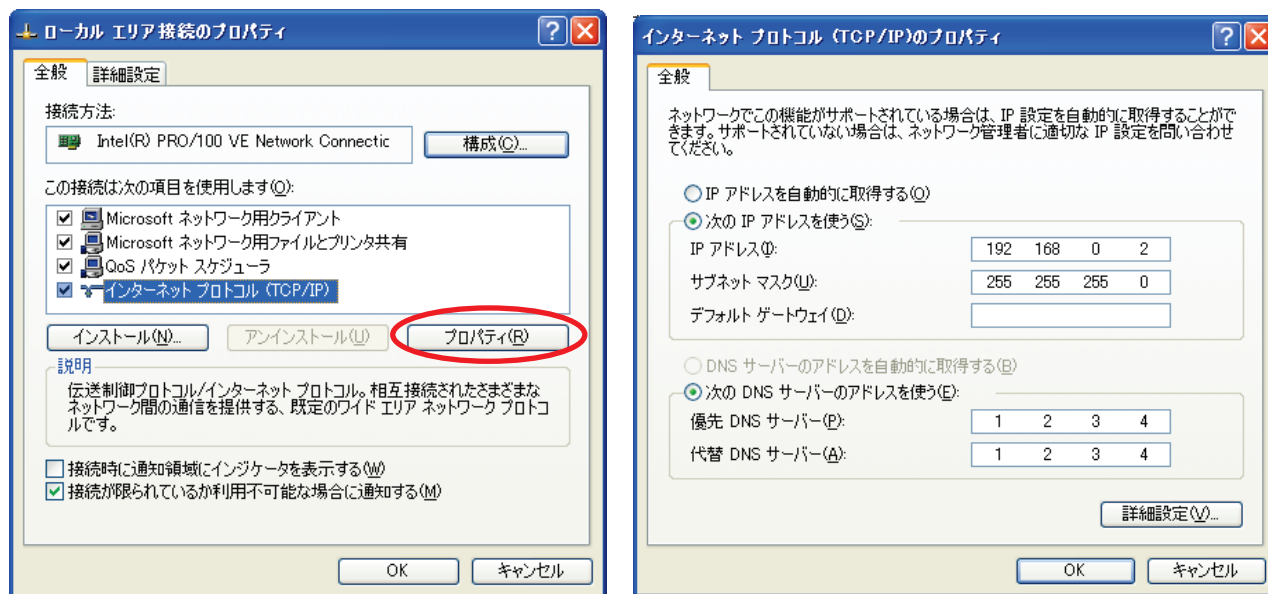 ローカル エリア接続のプロパティ
全般
詳細設定
接続方法:
Intel(R) PRO/100 VE Network Connectic
構成(C)...
この接続は次の項目を使用します(O):
Microsoft ネットワーク用クライアント
Microsoft ネットワーク用ファイルとプリンタ共有
QoS パケット スケジューラ
インターネット プロトコル (TCP/IP)
インストール(N)...
アンインストール(U)
プロパティ(R)
説明
伝送制御プロトコル/インターネット プロトコル。相互接続されたさまざまな
ネットワーク間の通信を提供する、既定のワイド エリア ネットワーク プロトコ
ルです。
接続時に通知領域にインジケータを表示する(W)
接続が限られているか利用不可能な場合に通知する(M)
OK
キャンセル
インターネット プロトコル (TCP/IP)のプロパティ
全般
ネットワークでこの機能がサポートされている場合は、IP 設定を自動的に取得することがで
きます。サポートされていない場合は、ネットワーク管理者に適切な IP 設定を問い合わせ
てください。
IP アドレスを自動的に取得する(O)
次の IP アドレスを使う(S):
IP アドレス(I): 192 168 0 2
サブネット マスク(U): 255 255 255 0
デフォルト ゲートウェイ(D):
DNS サーバーのアドレスを自動的に取得する(B)
次の DNS サーバーのアドレスを使う(E):
優先 DNS サーバー(P): 1 2 3 4
代替 DNS サーバー(A): 1 2 3 4
詳細設定(V)...
OK
キャンセル